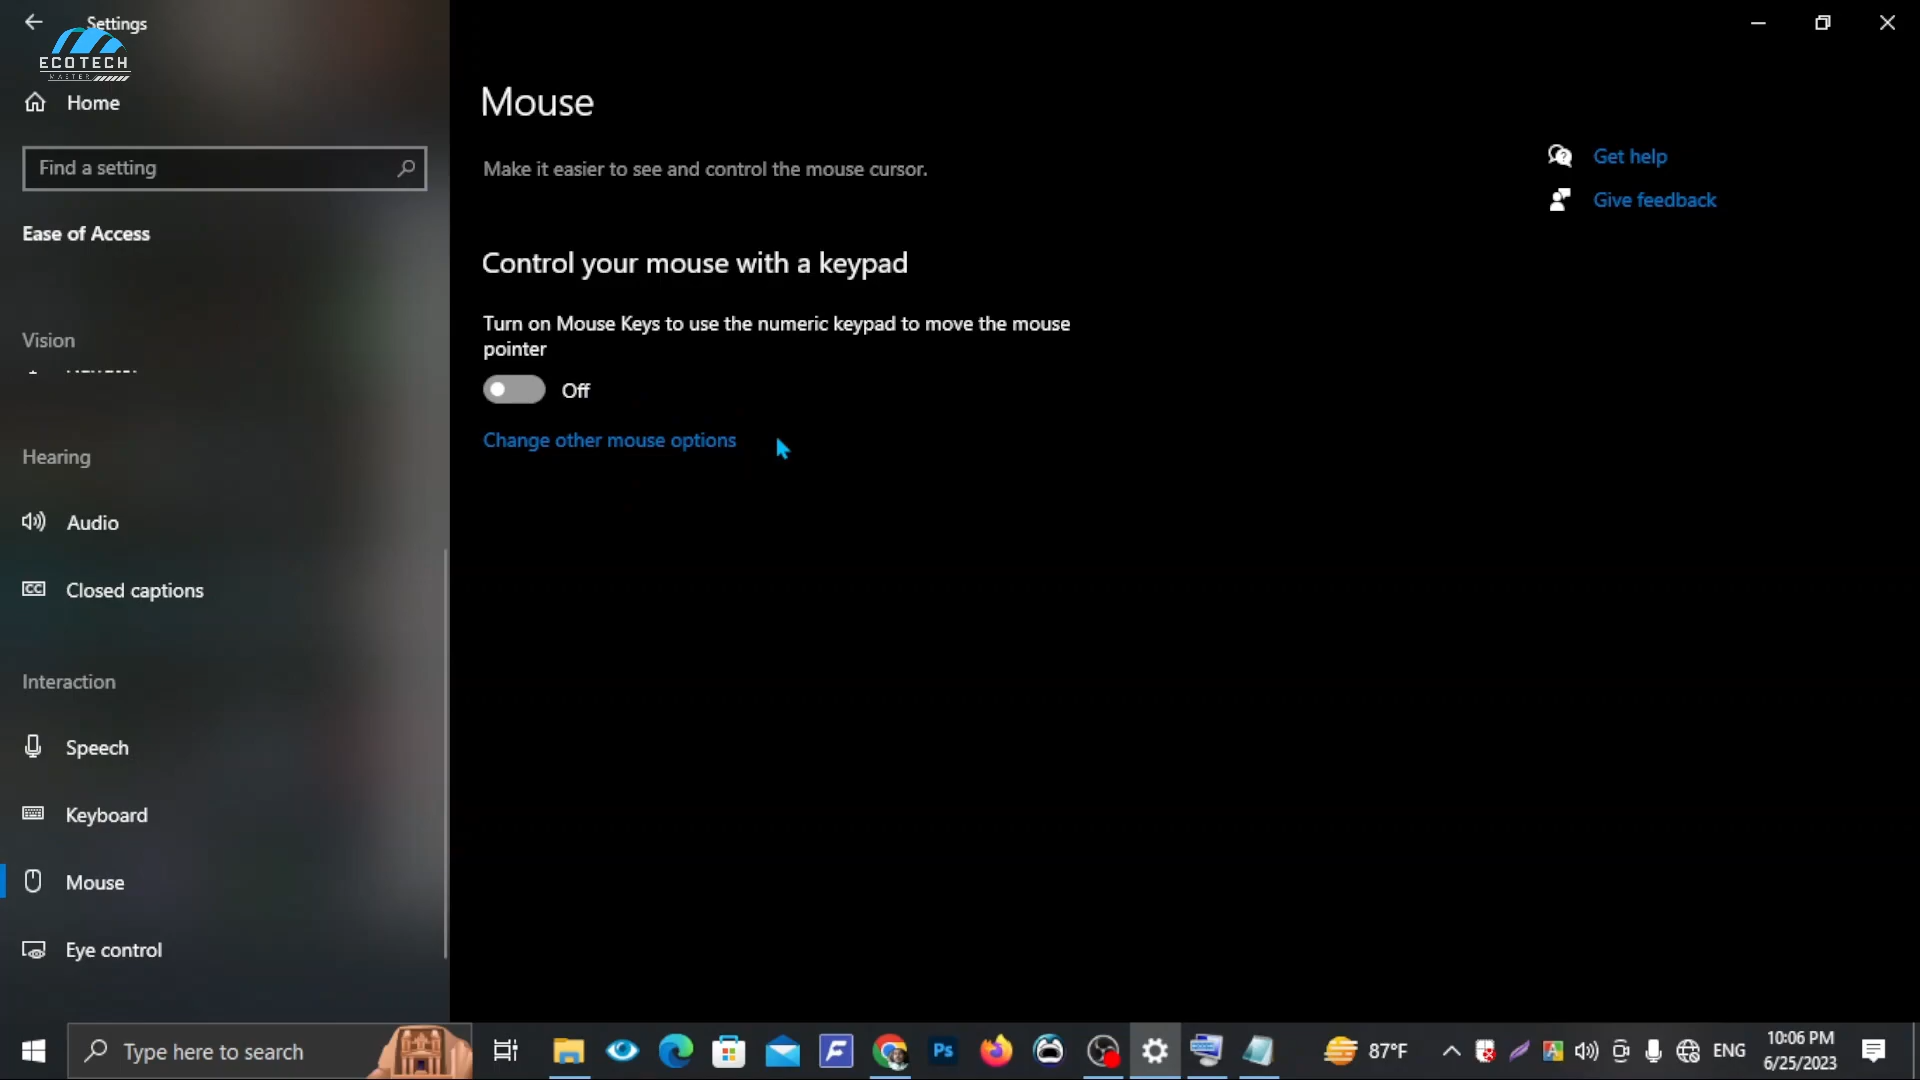 Settings
ECOTECH
MASTER
Home
Find a setting
Ease of Access
Vision
Hearing
Audio
Closed captions
Interaction
Speech
Keyboard
Mouse
Eye control
Mouse
Make it easier to see and control the mouse cursor.
Control your mouse with a keypad
Turn on Mouse Keys to use the numeric keypad to move the mouse
pointer
Off
Change other mouse options
Get help
Give feedback
Type here to search
Ps
87°F
ENG
10:06 PM
6/25/2023